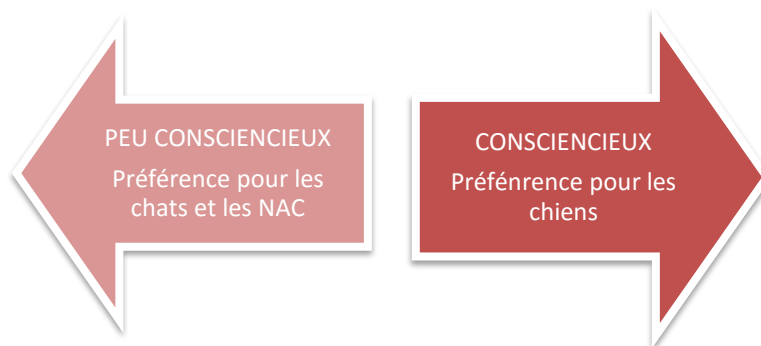 PEU CONSCIENCIEUX
Préférence pour les
chats et les NAC
CONSCIENCIEUX
Préfénrence pour les
chiens